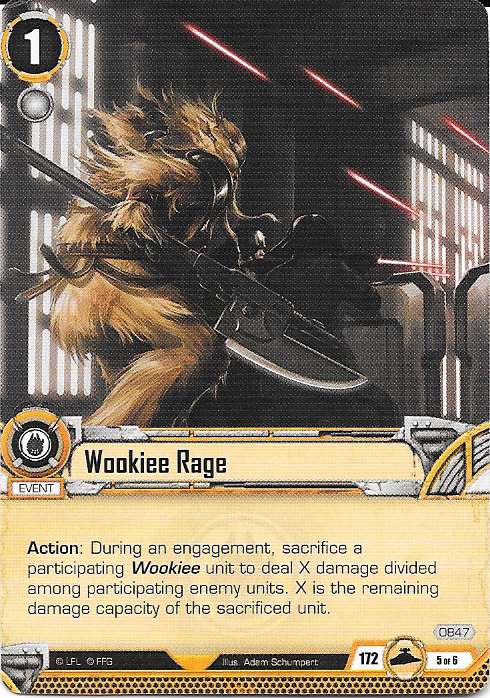 1
Wookiee Rage
EVENT
Action: During an engagement, sacrifice a
participating Wookiee unit to deal X damage divided
among participating enemy units. X is the remaining
damage capacity of the sacrificed unit.
0847
© LFL © FFG
Illus. Adam Schumpert
172
5 OF 6